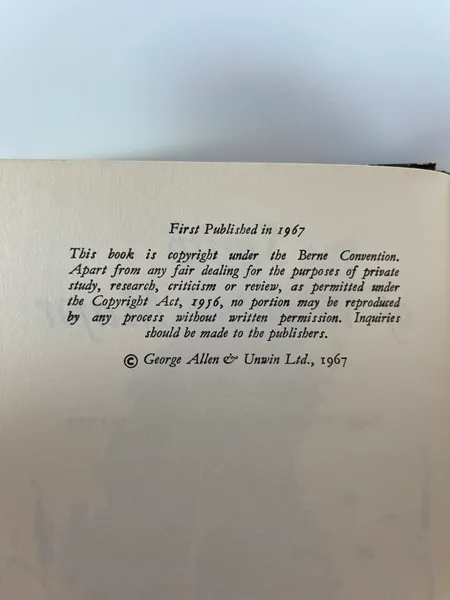 First Published in 1967
This book is copyright under the Berne Convention.
Apart from any fair dealing for the purposes of private
study, research, criticism or review, as permitted under
the Copyright Act, 1956, no portion may be reproduced
by any process without written permission. Inquiries
should be made to the publishers.
© George Allen & Unwin Ltd., 1967